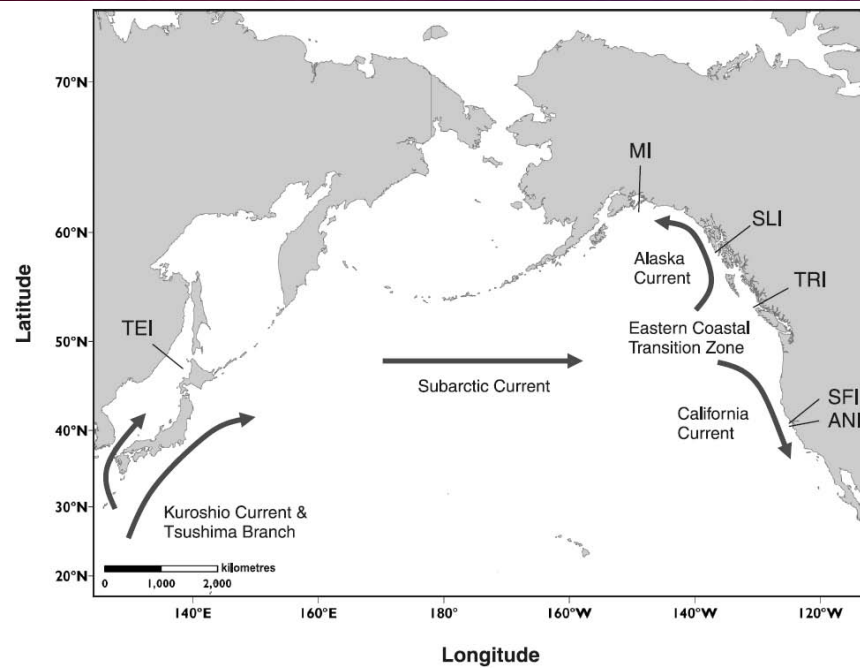 70°N
60°N
50°N
40°N
30°N
20°N
Latitude
MI
SLI
Alaska
Current
TRI
TEI
Eastern Coastal
Transition Zone
Subarctic Current
California
Current
SFI
ANI
Kuroshio Current &
Tsushima Branch
kilometres
0 1,000 2,000
140°E 160°E 180° 160°W 140°W 120°W
Longitude